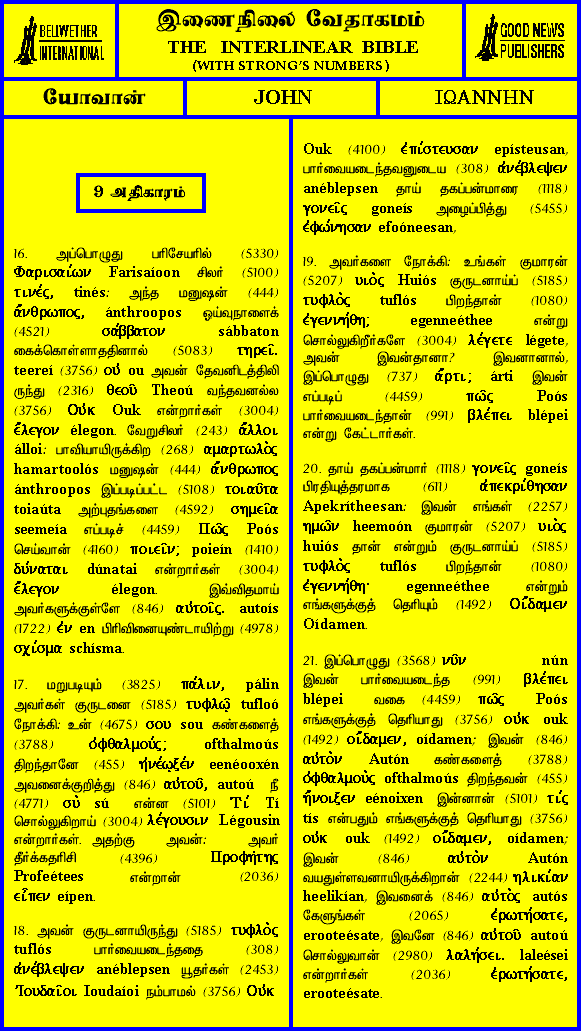 BELLWETHER
INTERNATIONAL
இணைநிலை வேதாகமம்
THE INTERLINEAR BIBLE
(WITH STRONG'S NUMBERS)
GOOD NEWS
PUBLISHERS
யோவான்
JOHN
ΙΩΑΝΝΗΝ
9 அதிகாரம்
16. அப்பொழுது பரிசேயரில் (5330)
Φαρισαίων Farisaíoon சிலர் (5100)
τινές, tinés: அந்த மனுஷன் (444)
ἄνθρωπος, ánthroopos ஓய்வுநாளைக்
(4521) σάββατον sábbaton
கைக்கொள்ளாததினால் (5083) τηρεῖ.
teereí (3756) οὐ ou அவன் தேவனிடத்திலி
ருந்து (2316) θεοῦ Theoú வந்தவனல்ல
(3756) Οὐκ Ouk என்றார்கள் (3004)
ἔλεγον élegon. வேறுசிலர் (243) ἄλλοι
álloi: பாவியாயிருக்கிற (268) αμαρτωλὸς
hamartoolós மனுஷன் (444) ἄνθρωπος
ánthroopos இப்படிப்பட்ட (5108) τοιαῦτα
toiaúta அற்புதங்களை (4592) σημεῖα
seemeía எப்படிச் (4459) Πῶς Poós
செய்வான் (4160) ποιεῖν; poieín (1410)
δύναται dúnatai என்றார்கள் (3004)
ἔλεγον élegon. இவ்விதமாய்
அவர்களுக்குள்ளே (846) αὐτοῖς. autoís
(1722) ἐν en பிரிவினையுண்டாயிற்று (4978)
σχίσμα schísma.
17. மறுபடியும் (3825) πάλιν, pálin
அவர்கள் குருடனை (5185) τυφλῷ tufloó
நோக்கி: உன் (4675) σου sou கண்களைத்
(3788) ὀφθαλμούς; ofthalmoús
திறந்தானே (455) ἠνέῳξέν eenéooxén
அவனைக்குறித்து (846) αὐτοῦ, autoú நீ
(4771) σὺ sú என்ன (5101) Τί Tí
சொல்லுகிறாய் (3004) λέγουσιν Légousin
என்றார்கள். அதற்கு அவன்: அவர்
தீர்க்கதரிசி (4396) Προφήτης
Profeétees என்றான் (2036)
εἶπεν eípen.
18. அவன் குருடனாயிருந்து (5185) τυφλὸς
tuflós பார்வையடைந்ததை (308)
ἀνέβλεψεν anéblepsen யூதர்கள் (2453)
Ἰουδαῖοι Ioudaíoi நம்பாமல் (3756) Οὐκ
Ouk (4100) ἐπίστευσαν epísteusan,
பார்வையடைந்தவனுடைய (308) ἀνέβλεψεν
anéblepsen தாய் தகப்பன்மாரை (1118)
γονεῖς goneís அழைப்பித்து (5455)
ἐφώνησαν efoóneesan,
19. அவர்களை நோக்கி: உங்கள் குமாரன்
(5207) υιὸς Huiós குருடனாய்ப் (5185)
τυφλὸς tuflós பிறந்தான் (1080)
ἐγεννήθη; egenneéthee என்று
சொல்லுகிறீர்களே (3004) λέγετε légete,
அவன் இவன்தானா? இவனானால்,
இப்பொழுது (737) ἄρτι; árti இவன்
எப்படிப் (4459) πῶς Poós
பார்வையடைந்தான் (991) βλέπει blépei
என்று கேட்டார்கள்.
20. தாய் தகப்பன்மார் (1118) γονεῖς goneís
பிரதியுத்தரமாக (611) ἀπεκρίθησαν
Apekrítheesan: இவன் எங்கள் (2257)
ημῶν heemoón குமாரன் (5207) υιὸς
huiós தான் என்றும் குருடனாய்ப் (5185)
τυφλὸς tuflós பிறந்தான் (1080)
ἐγεννήθη· egenneéthee என்றும்
எங்களுக்குத் தெரியும் (1492) Οἴδαμεν
Oídamen.
21. இப்பொழுது (3568) νῦν nún
இவன் பார்வையடைந்த (991) βλέπει
blépei வகை (4459) πῶς Poós
எங்களுக்குத் தெரியாது (3756) οὐκ ouk
(1492) οἴδαμεν, oídamen; இவன் (846)
αὐτὸν Autón கண்களைத் (3788)
ὀφθαλμοὺς ofthalmoús திறந்தவன் (455)
ἤνοιξεν eénoixen இன்னான் (5101) τίς
tís என்பதும் எங்களுக்குத் தெரியாது (3756)
οὐκ ouk (1492) οἴδαμεν, oídamen;
இவன் (846) αὐτὸν Autón
வயதுள்ளவனாயிருக்கிறான் (2244) ηλικίαν
heelikían, இவனைக் (846) αὐτὸς autós
கேளுங்கள் (2065) ἐρωτήσατε,
erooteésate, இவனே (846) αὐτοῦ autoú
சொல்லுவான் (2980) λαλήσει. laleései
என்றார்கள் (2036) ἐρωτήσατε,
erooteésate.